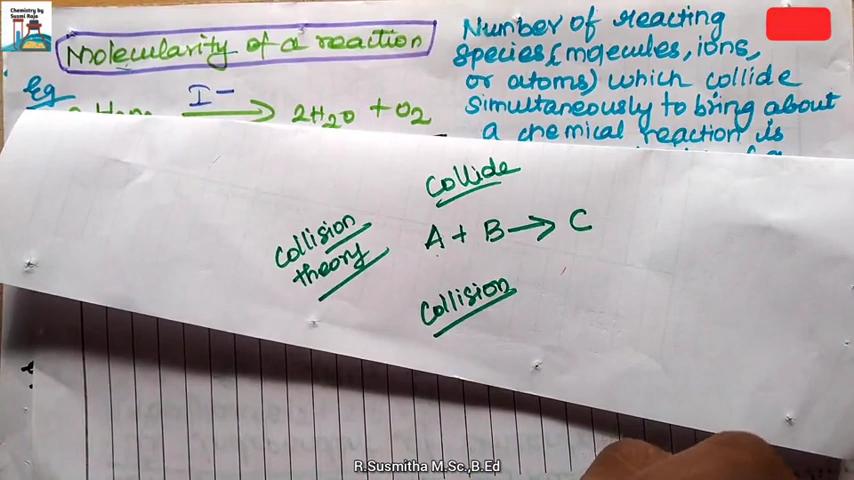 Chemistry by
Susmi Raja
Molecularity of a reaction
Eg
I-
2H2O + O2
Number of reacting
species (molecules, ions,
or atoms) which collide
simultaneously to bring about
a chemical reaction is
Collide
A + B → C
Collision
theory
Collision
R.Susmitha M.Sc.,B.Ed